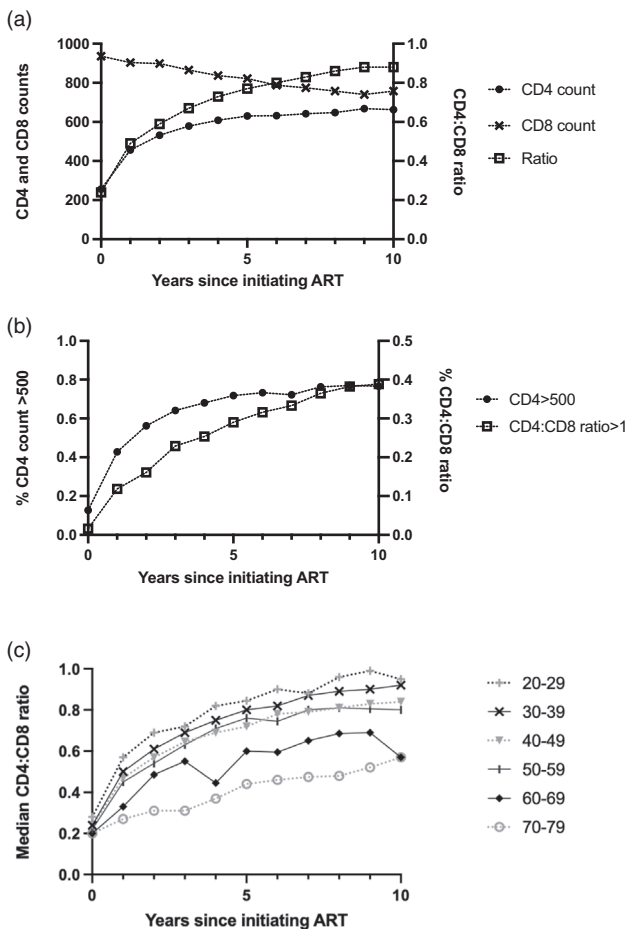 (a)
1000
800
600
400
200
0
CD4 and CD8 counts
1.0
0.8
0.6
0.4
0.2
0.0
CD4:CD8 ratio
0 5 10
Years since initiating ART
CD4 count
CD8 count
Ratio
(b)
1.0
0.8
0.6
0.4
0.2
0.0
% CD4 count >500
0.5
0.4
0.3
0.2
0.1
0.0
% CD4:CD8 ratio
0 5 10
Years since initiating ART
CD4>500
CD4:CD8 ratio>1
(c)
1.0
0.8
0.6
0.4
0.2
0.0
Median CD4:CD8 ratio
0 5 10
Years since initiating ART
20-29
30-39
40-49
50-59
60-69
70-79